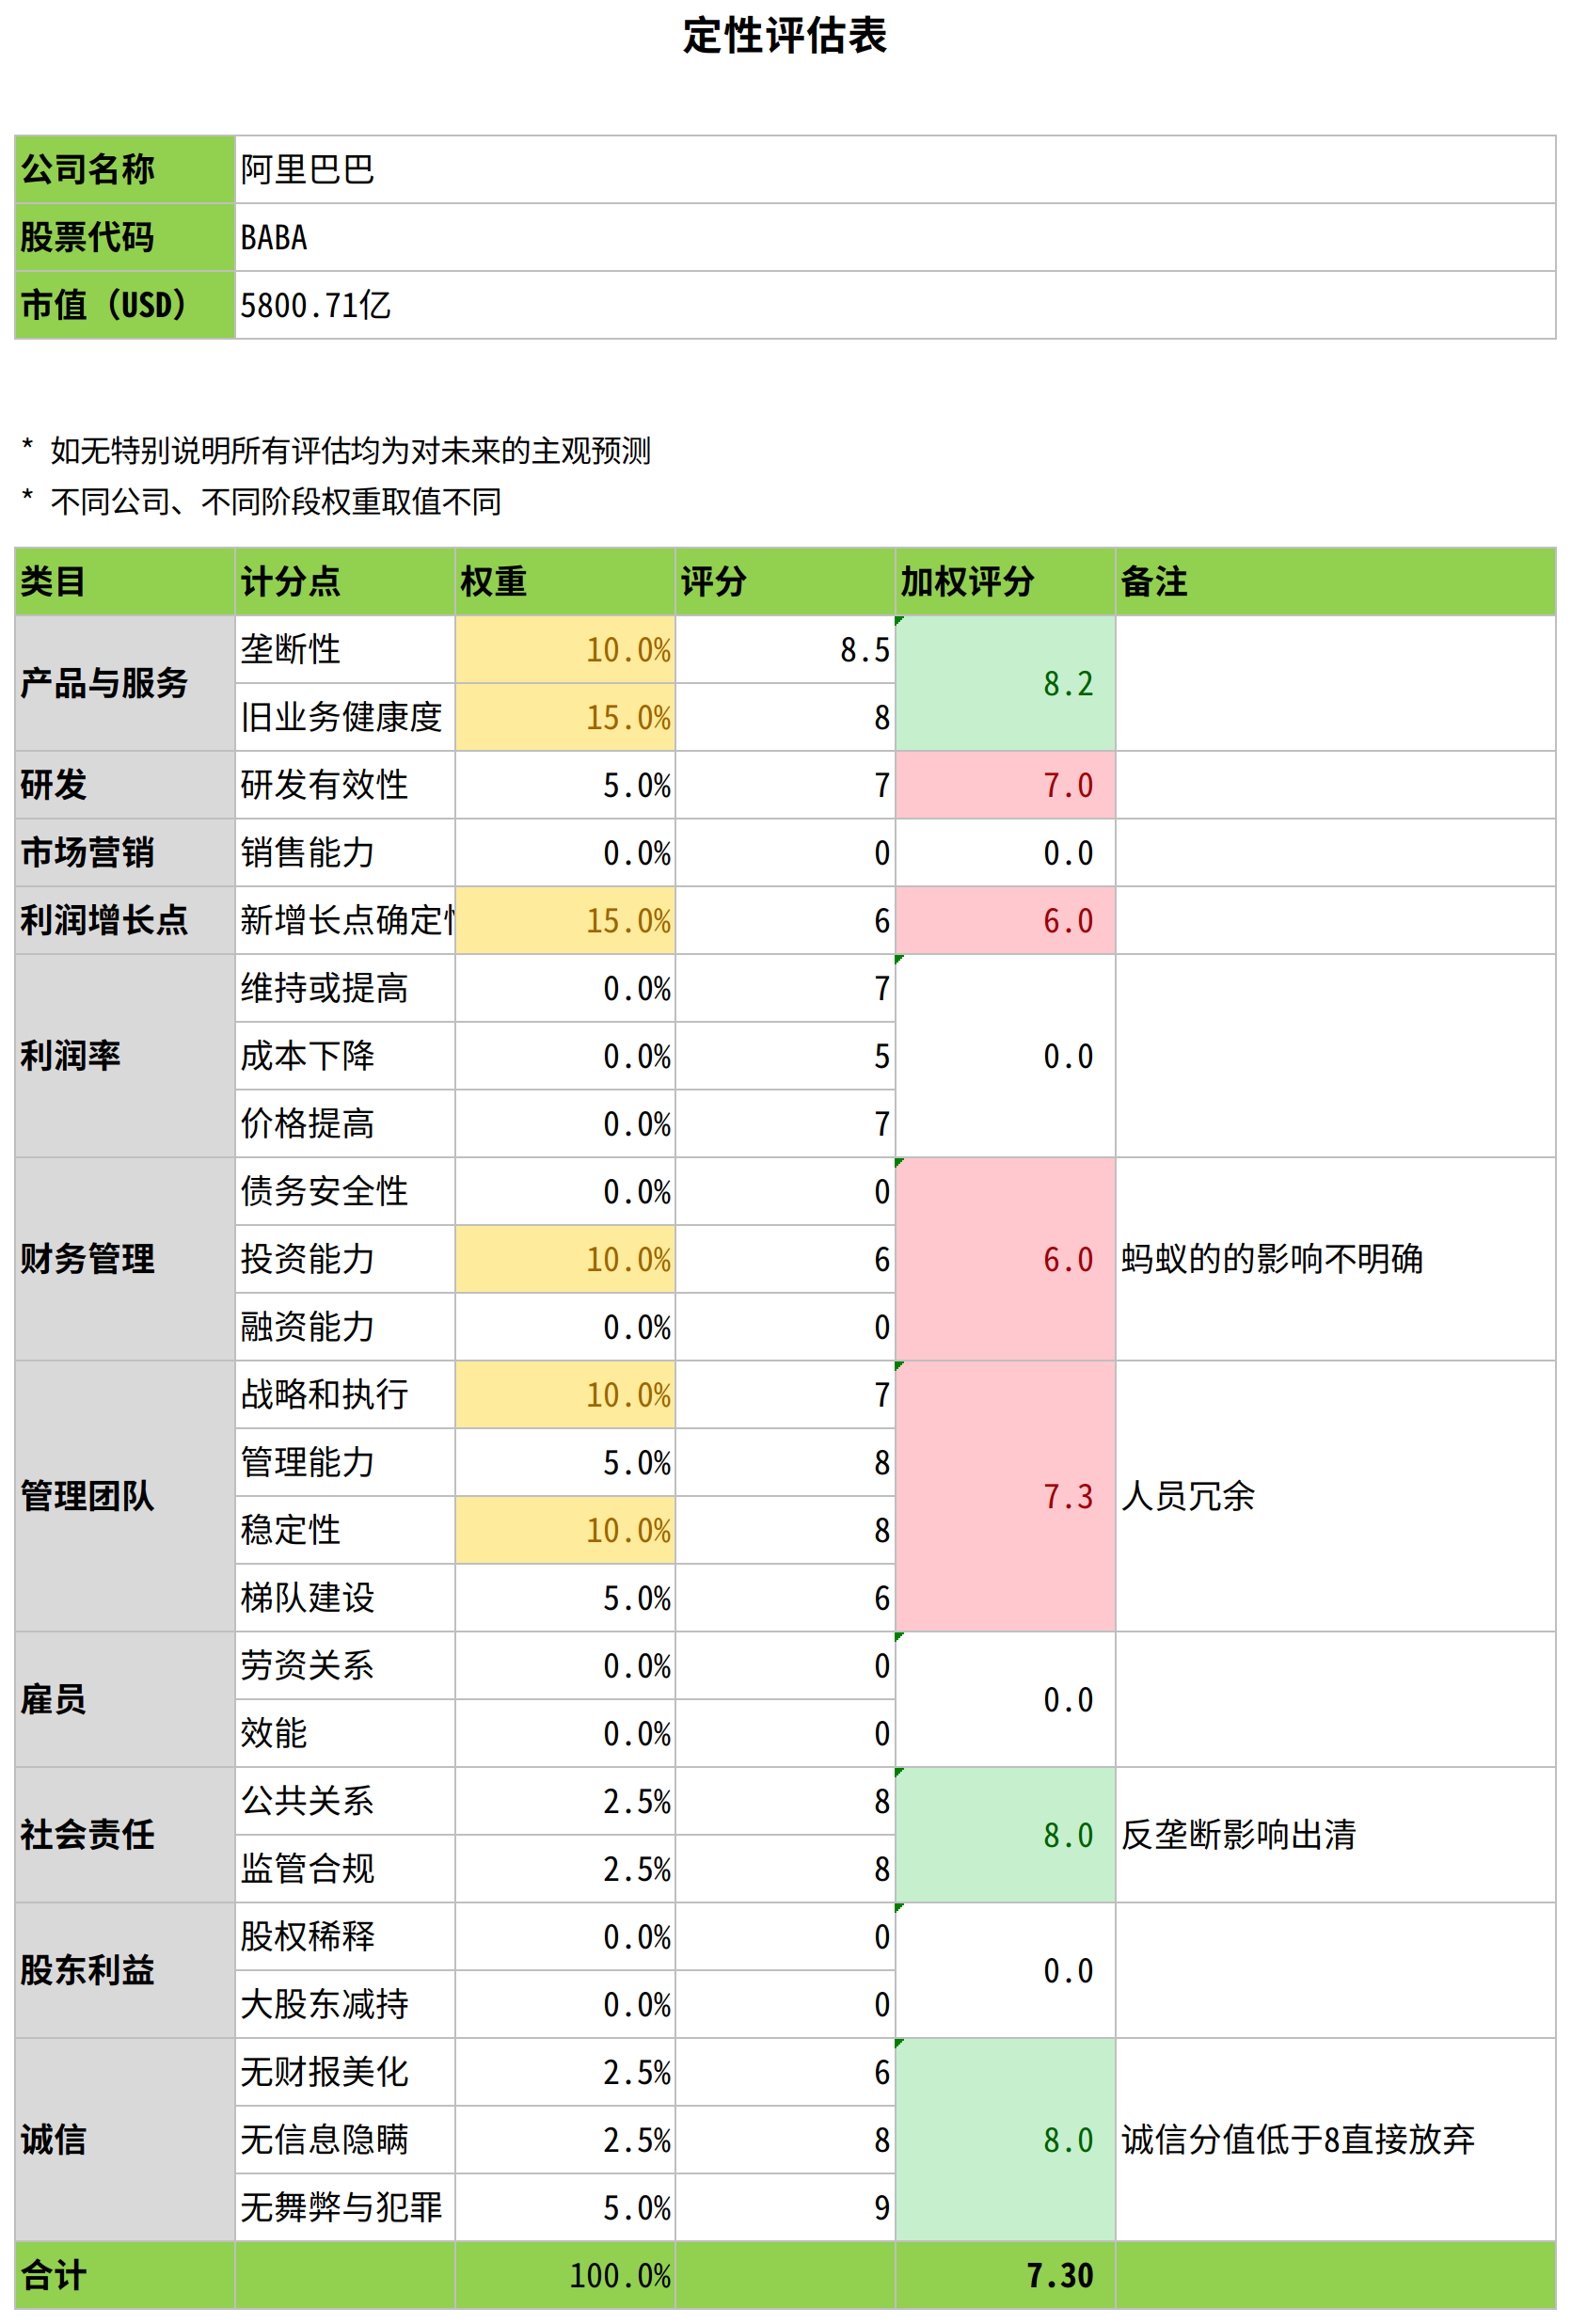 定性评估表
公司名称 阿里巴巴
股票代码 BABA
市值（USD） 5800.71亿
* 如无特别说明所有评估均为对未来的主观预测
* 不同公司、不同阶段权重取值不同
类目 计分点 权重 评分 加权评分 备注
产品与服务 垄断性 10.0% 8.5 8.2
旧业务健康度 15.0% 8
研发 研发有效性 5.0% 7 7.0
市场营销 销售能力 0.0% 0 0.0
利润增长点 新增长点确定 15.0% 6 6.0
利润率 维持或提高 0.0% 7 0.0
成本下降 0.0% 5
价格提高 0.0% 7
财务管理 债务安全性 0.0% 0 6.0 蚂蚁的的影响不明确
投资能力 10.0% 6
融资能力 0.0% 0
管理团队 战略和执行 10.0% 7 7.3 人员冗余
管理能力 5.0% 8
稳定性 10.0% 8
梯队建设 5.0% 6
雇员 劳资关系 0.0% 0 0.0
效能 0.0% 0
社会责任 公共关系 2.5% 8 8.0 反垄断影响出清
监管合规 2.5% 8
股东利益 股权稀释 0.0% 0 0.0
大股东减持 0.0% 0
诚信 无财报美化 2.5% 6 8.0 诚信分值低于8直接放弃
无信息隐瞒 2.5% 8
无舞弊与犯罪 5.0% 9
合计 100.0% 7.30